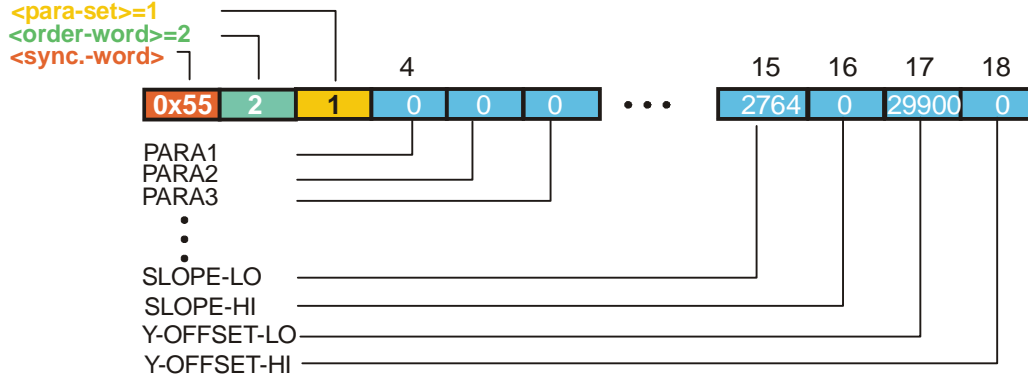 <para-set>=1
<order-word>=2
<sync.-word>
4 15 16 17 18
0x55 2 1 0 0 0 ••• 2764 0 29900 0
PARA1
PARA2
PARA3
SLOPE-LO
SLOPE-HI
Y-OFFSET-LO
Y-OFFSET-HI